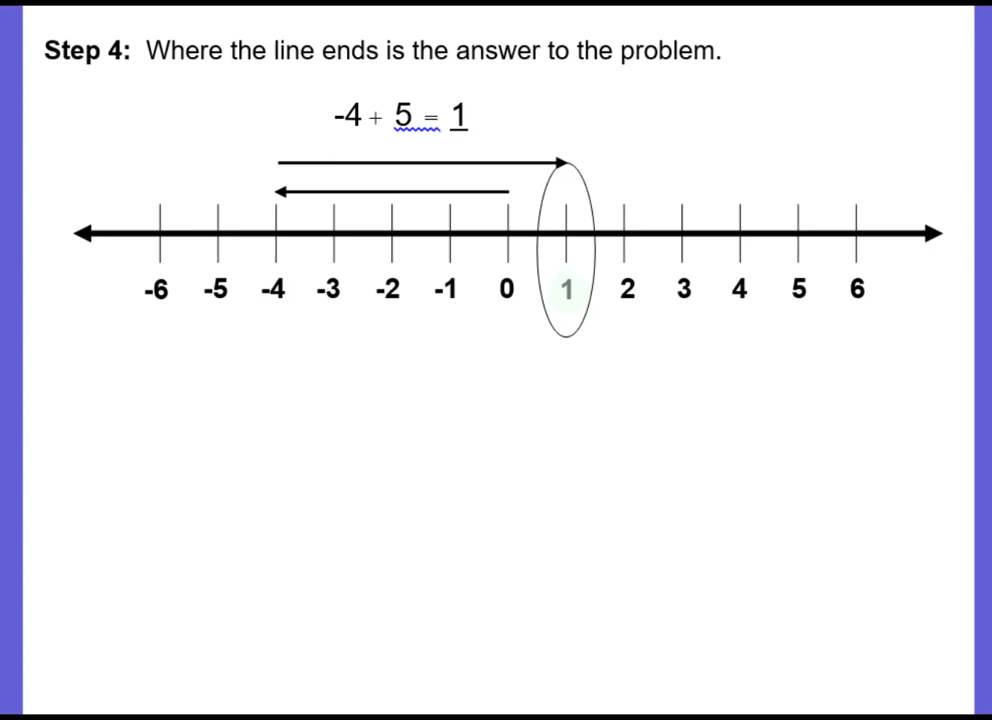 Step 4: Where the line ends is the answer to the problem.
-4 + 5 = 1
-6 -5 -4 -3 -2 -1 0 1 2 3 4 5 6